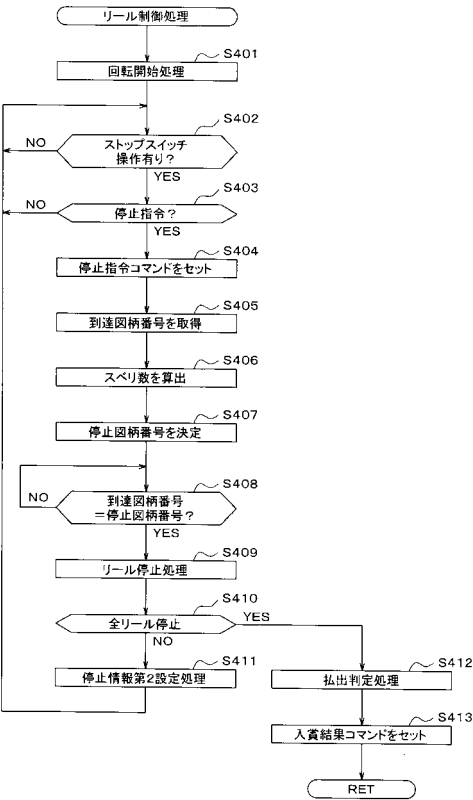 リール制御処理
S401
回転開始処理
S402
ストップスイッチ
操作有り?
NO
YES
S403
停止指令?
NO
YES
S404
停止指令コマンドをセット
S405
到達図柄番号を取得
S406
スベリ数を算出
S407
停止図柄番号を決定
S408
到達図柄番号
=停止図柄番号?
NO
YES
S409
リール停止処理
S410
全リール停止
YES
NO
S411
停止情報第2設定処理
S412
払出判定処理
S413
入賞結果コマンドをセット
RET